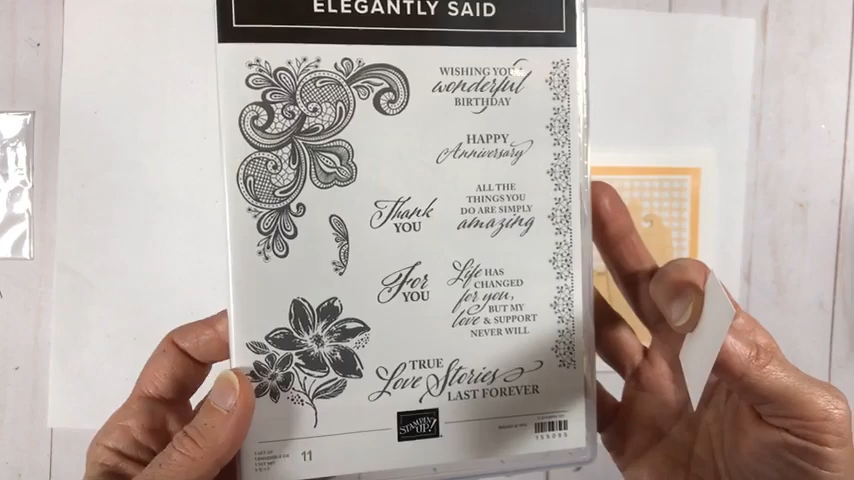 ELEGANTLY SAID
WISHING YOU a
wonderful
BIRTHDAY
HAPPY
Anniversary
Thank
YOU
ALL THE
THINGS YOU
DO ARE SIMPLY
amazing
For
YOU
Life HAS
CHANGED
for you,
BUT MY
love & SUPPORT
NEVER WILL
TRUE
Love Stories
LAST FOREVER
STAMPIN'
UP!
11